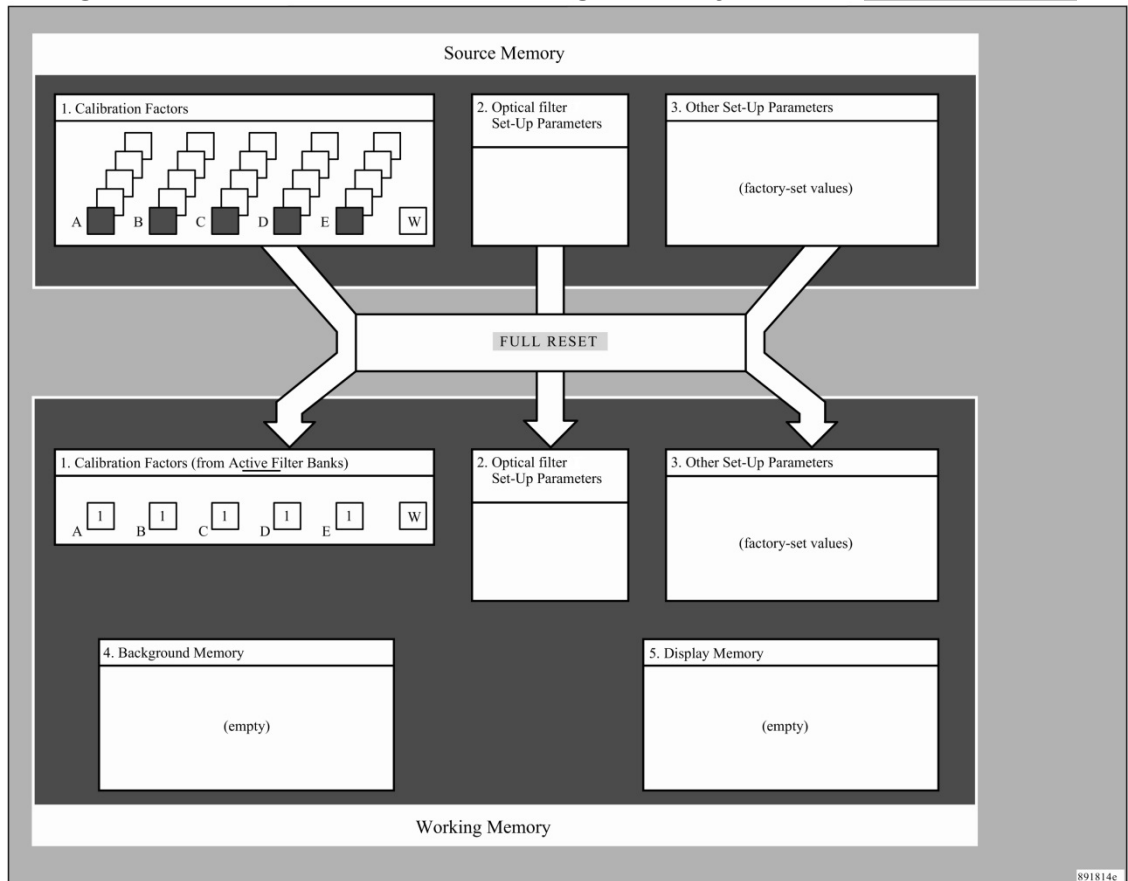 Source Memory
1. Calibration Factors
2. Optical filter
Set-Up Parameters
3. Other Set-Up Parameters
(factory-set values)
A B C D E W
FULL RESET
1. Calibration Factors (from Active Filter Banks)
2. Optical filter
Set-Up Parameters
3. Other Set-Up Parameters
A 1 B 1 C 1 D 1 E 1 W
(factory-set values)
4. Background Memory
5. Display Memory
(empty)
(empty)
Working Memory
891814e